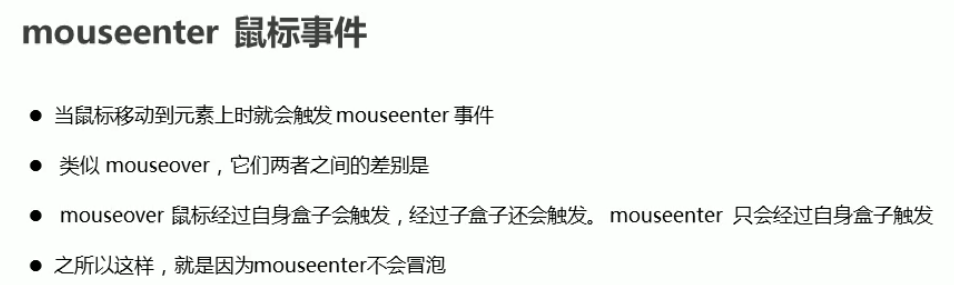 mouseenter 鼠标事件
● 当鼠标移动到元素上时就会触发 mouseenter 事件
● 类似 mouseover，它们两者之间的差别是
● mouseover 鼠标经过自身盒子会触发，经过子盒子还会触发。 mouseenter 只会经过自身盒子触发
● 之所以这样，就是因为mouseenter不会冒泡